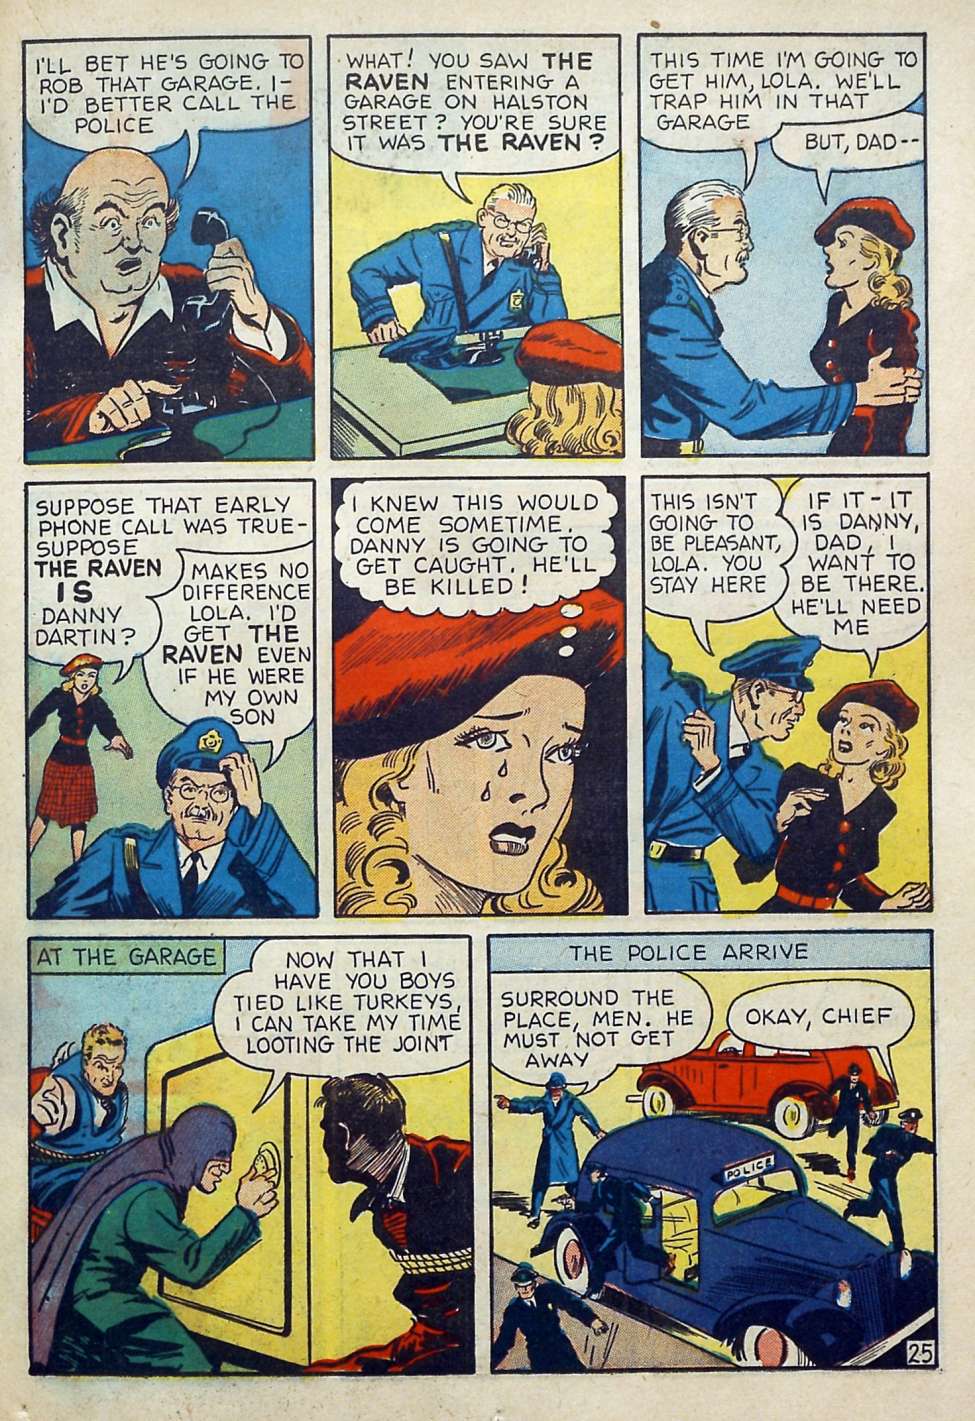 I'LL BET HE'S GOING TO
ROB THAT GARAGE. I-
I'D BETTER CALL THE
POLICE
WHAT! YOU SAW THE
RAVEN ENTERING A
GARAGE ON HALSTON
STREET? YOU'RE SURE
IT WAS THE RAVEN?
THIS TIME I'M GOING TO
GET HIM, LOLA. WE'LL
TRAP HIM IN THAT
GARAGE
BUT, DAD--
SUPPOSE THAT EARLY
PHONE CALL WAS TRUE-
SUPPOSE
THE RAVEN
IS
DANNY
DARTIN?
MAKES NO
DIFFERENCE
LOLA. I'D
GET THE
RAVEN EVEN
IF HE WERE
MY OWN
SON
I KNEW THIS WOULD
COME SOMETIME.
DANNY IS GOING TO
GET CAUGHT. HE'LL
BE KILLED!
THIS ISN'T
GOING TO
BE PLEASANT,
LOLA. YOU
STAY HERE
IF IT-IT
IS DANNY,
DAD, I
WANT TO
BE THERE.
HE'LL NEED
ME
AT THE GARAGE
NOW THAT I
HAVE YOU BOYS
TIED LIKE TURKEYS,
I CAN TAKE MY TIME
LOOTING THE JOINT
THE POLICE ARRIVE
SURROUND THE
PLACE, MEN. HE
MUST NOT GET
AWAY
OKAY, CHIEF
POLICE
25